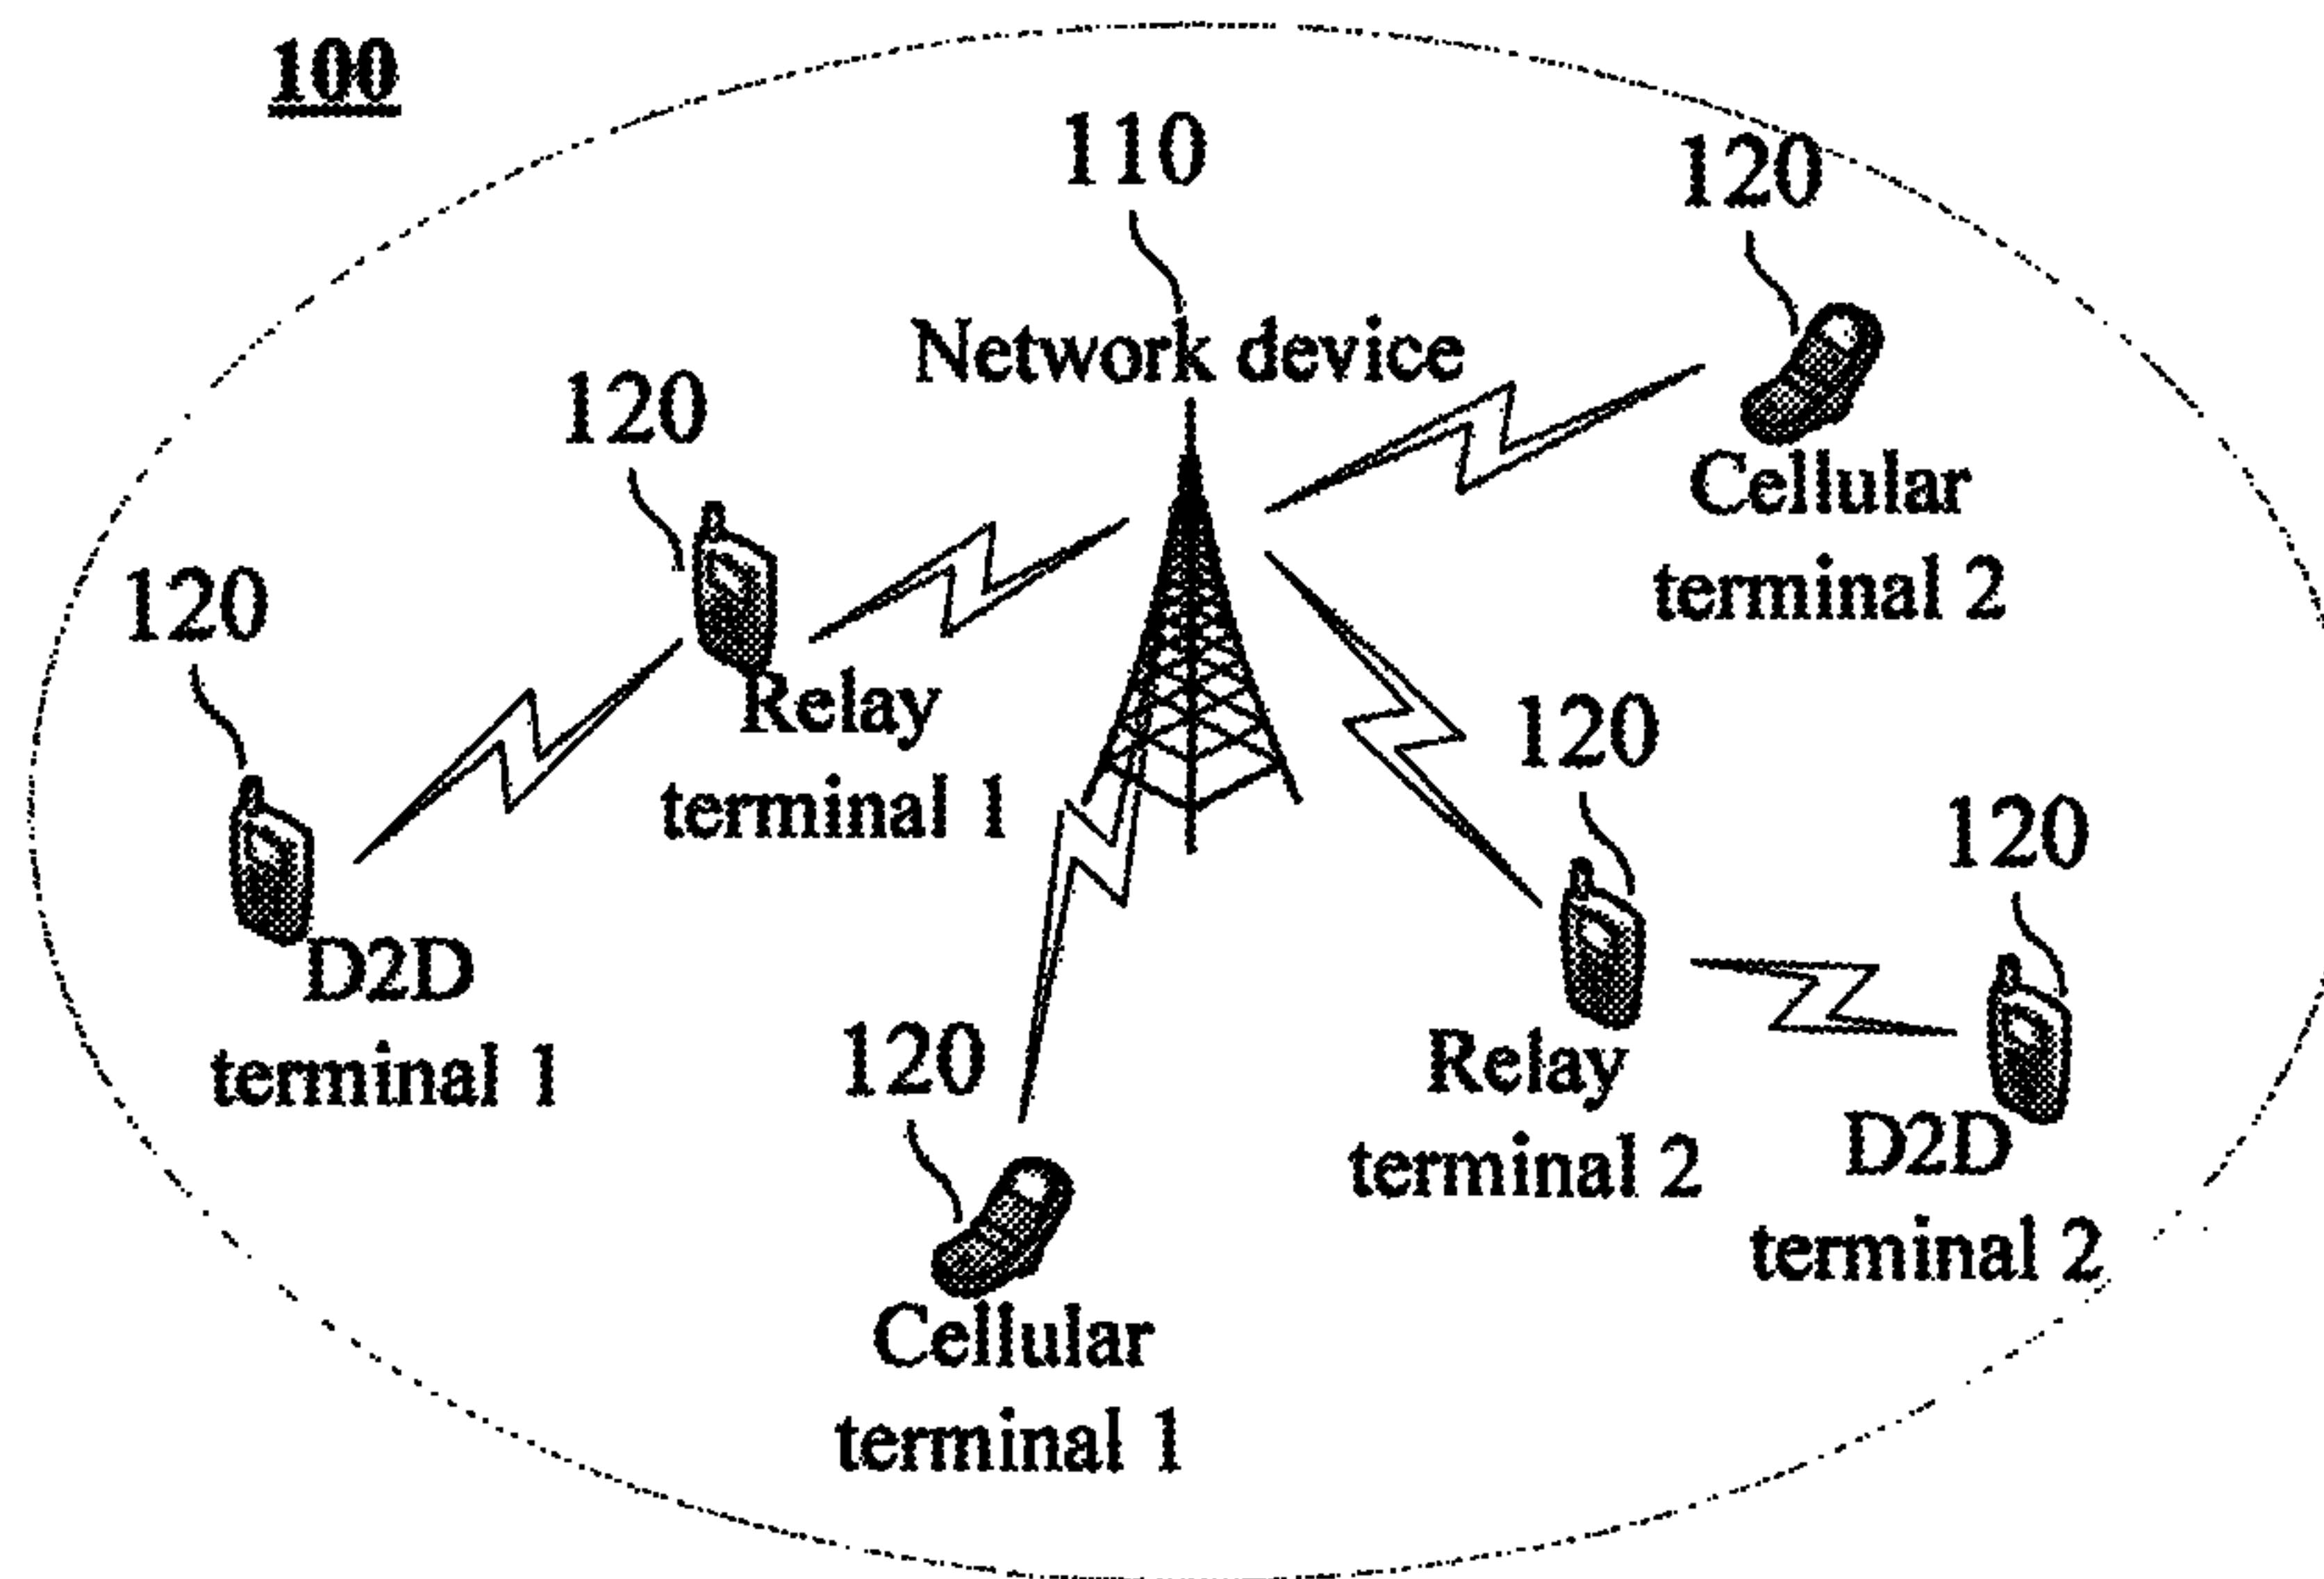 100
110
Network device
120
Cellular
terminal 2
120
Relay
terminal 1
120
D2D
terminal 1
120
Cellular
terminal 1
120
Relay
terminal 2
120
D2D
terminal 2